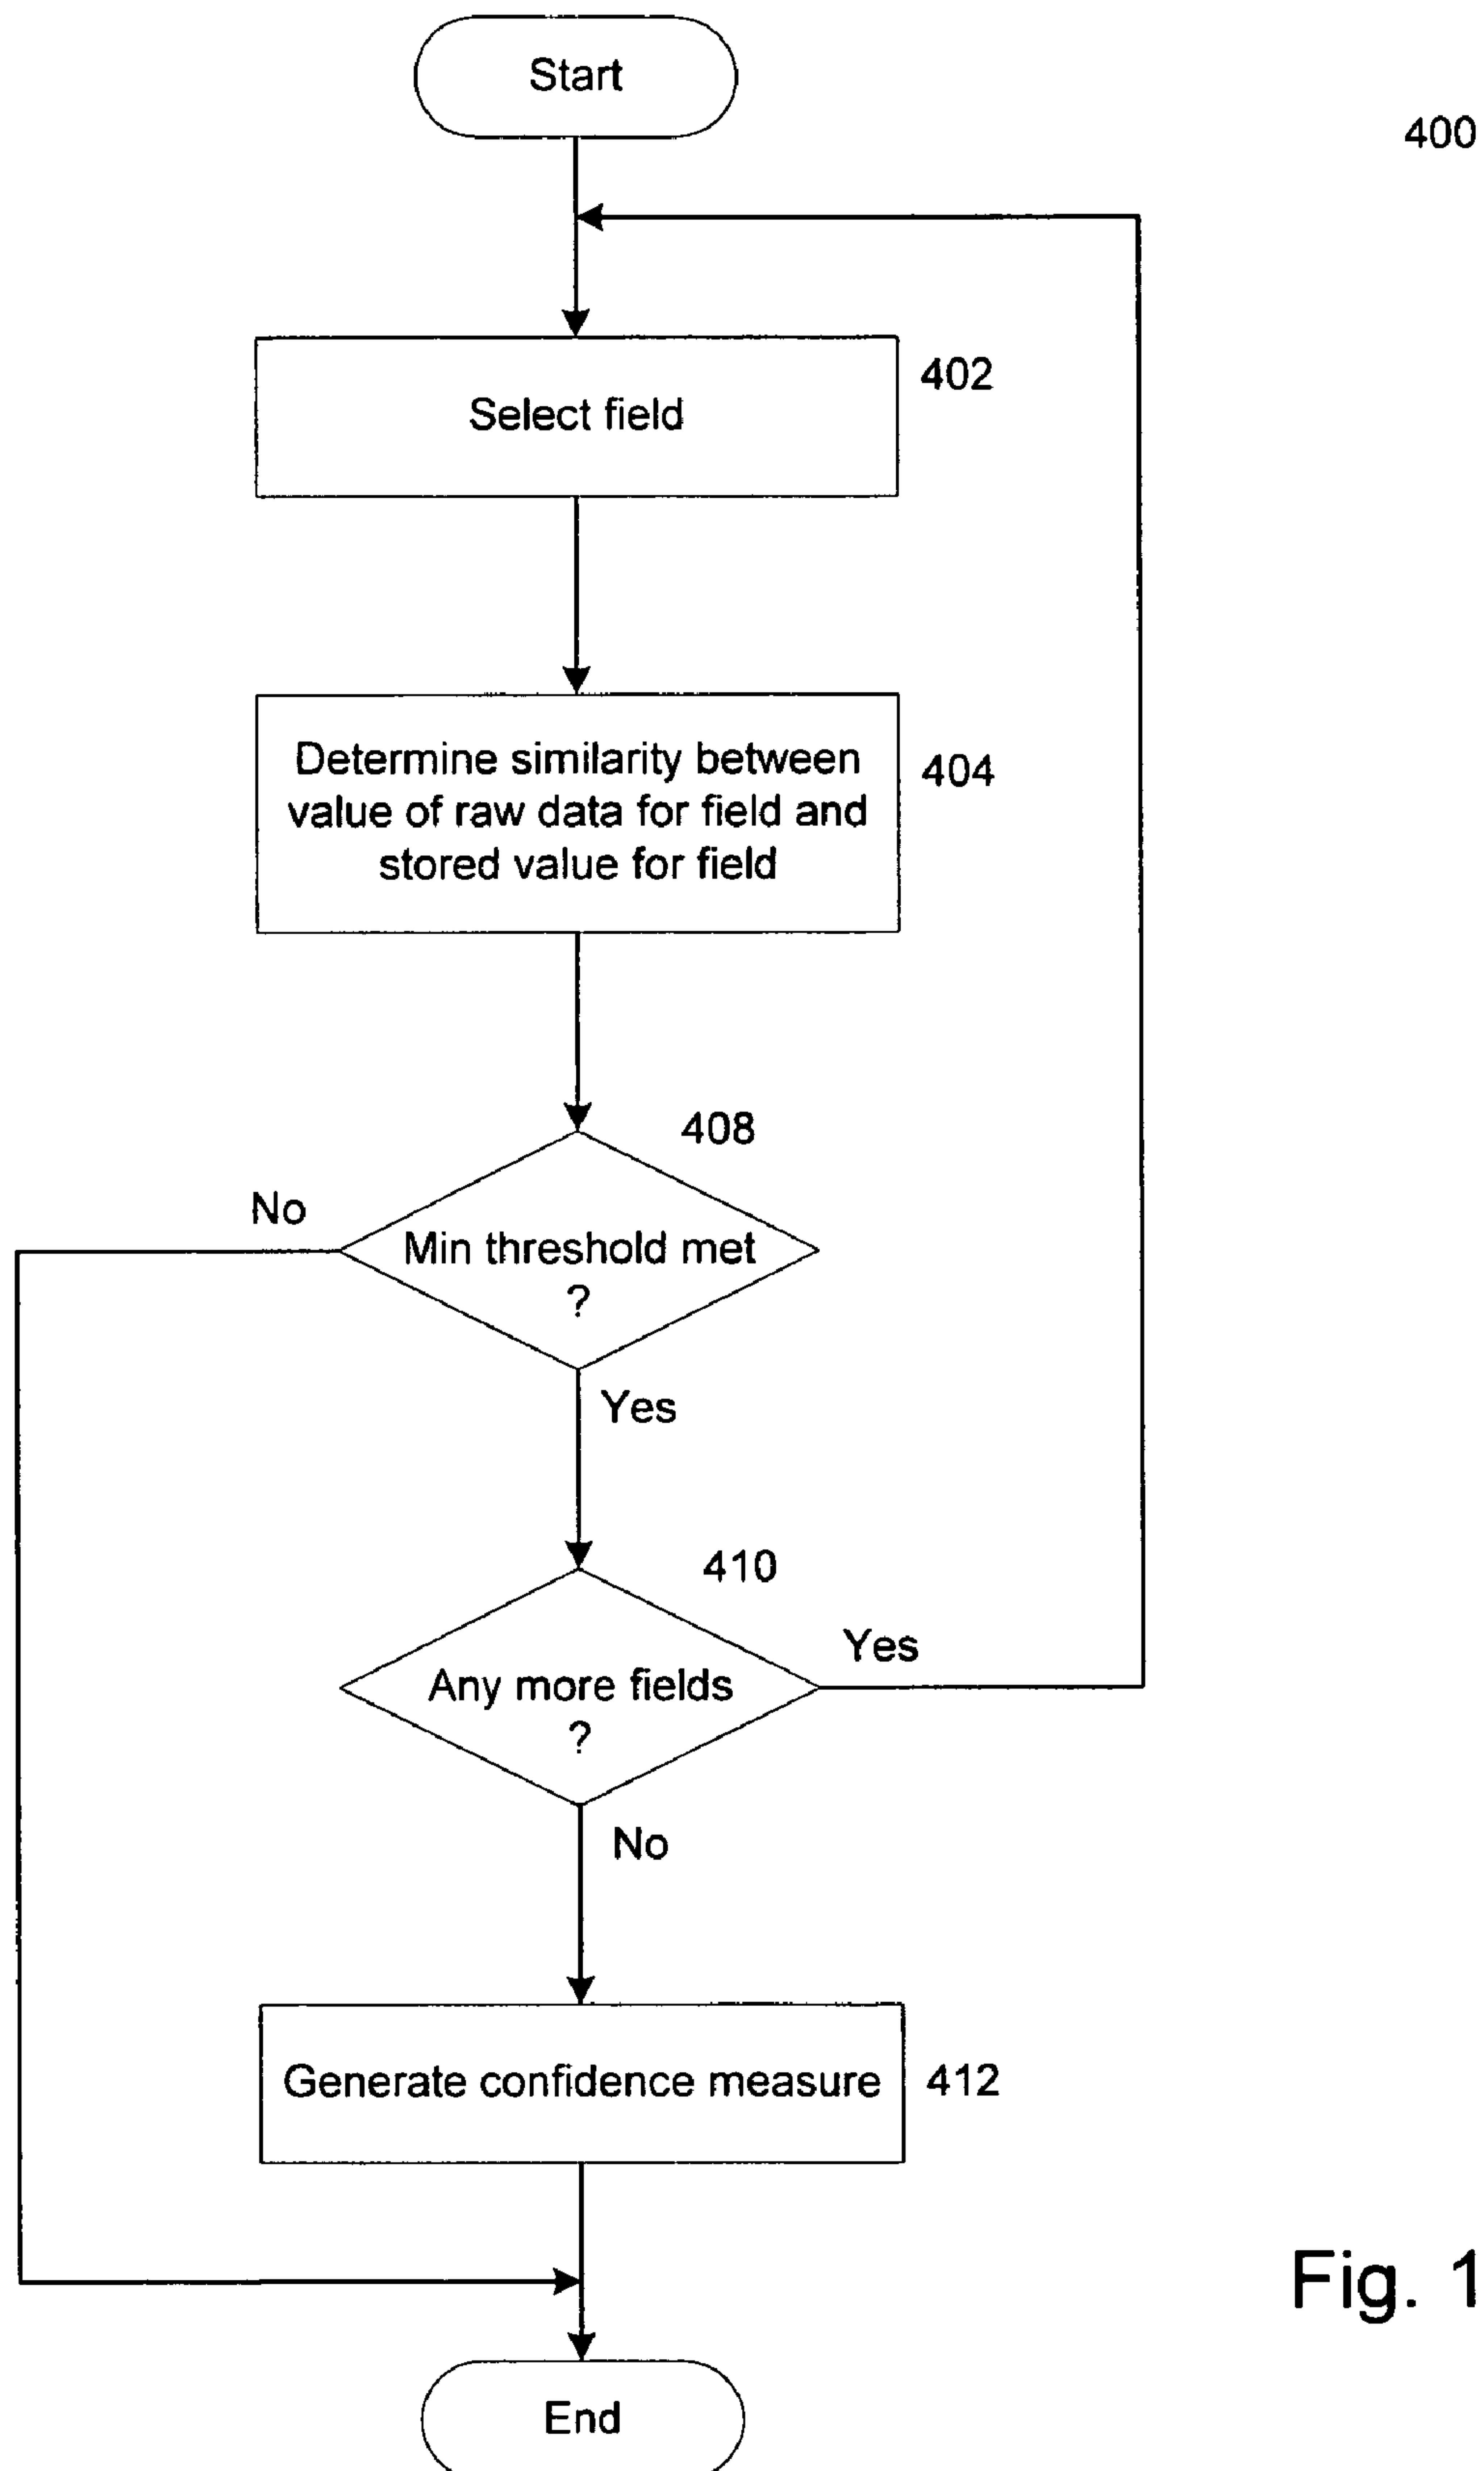 Start
400
402
Select field
Determine similarity between
404
value of raw data for field and
stored value for field
408
No
Min threshold met
?
Yes
410
Yes
Any more fields
?
No
Generate confidence measure
412
Fig. 1
End